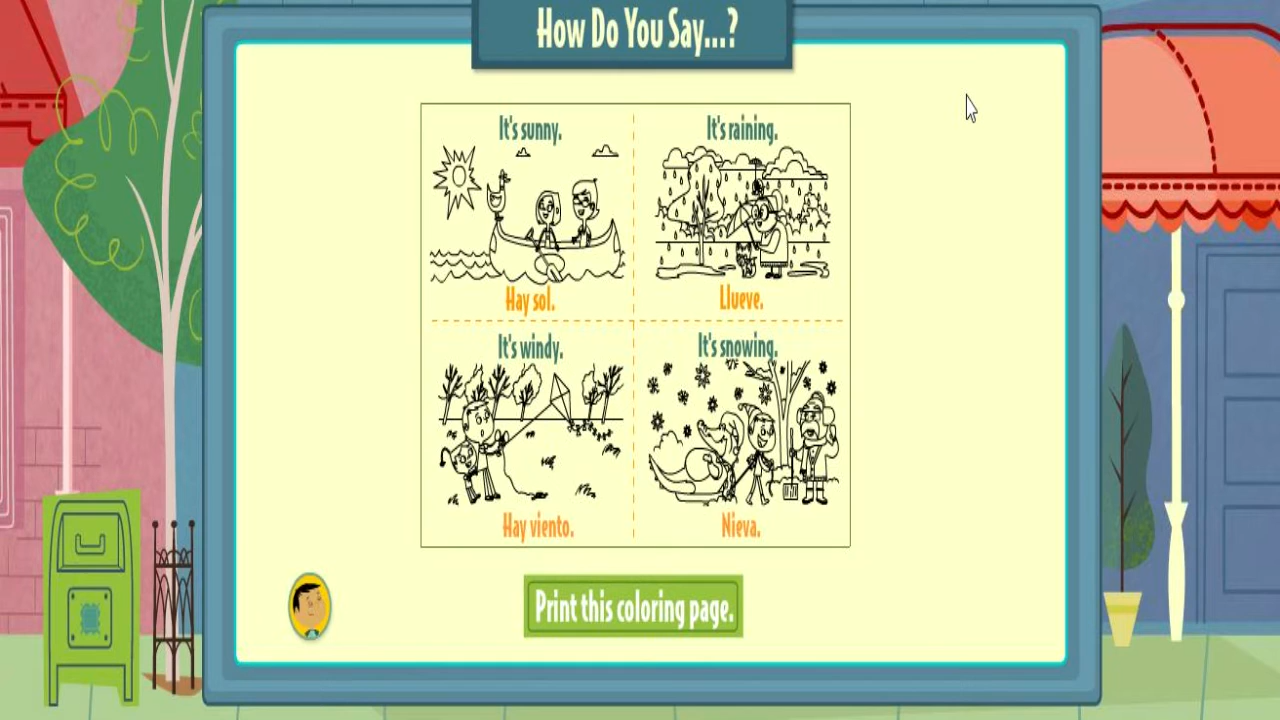 How Do You Say...?
It's sunny.
It's raining.
Hay sol.
Llueve.
It's windy.
It's snowing.
Hay viento.
Nieva.
Print this coloring page.